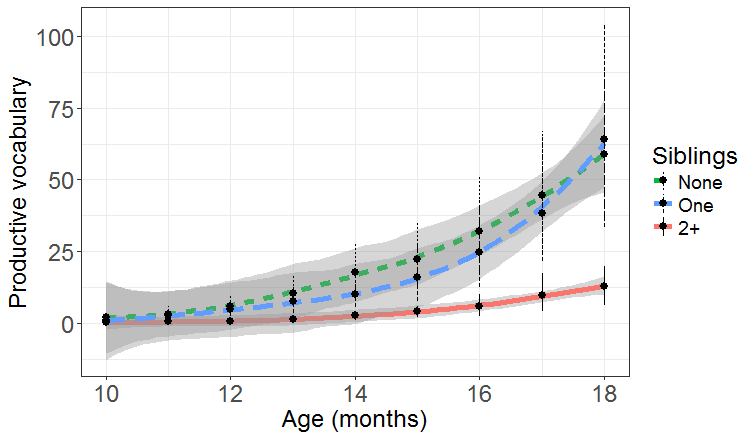 Productive vocabulary
100
75
50
25
0
10 12 14 16 18
Age (months)
Siblings
None
One
2+